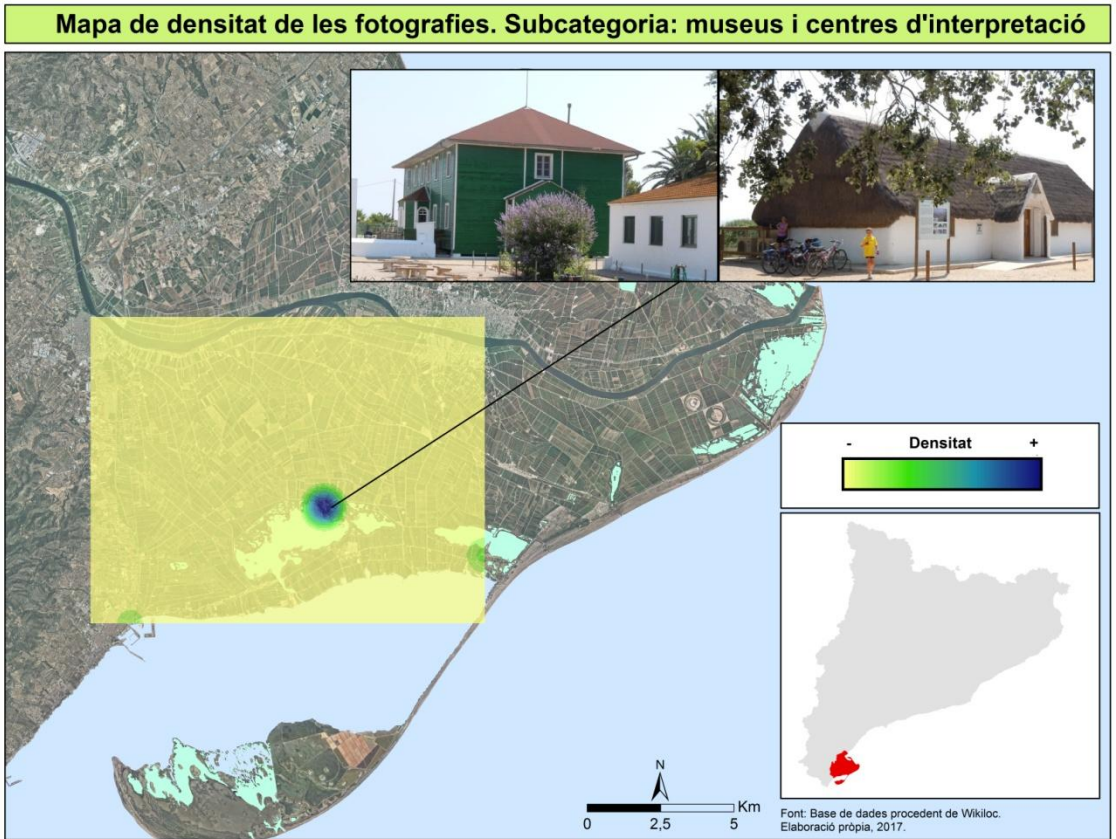 Mapa de densitat de les fotografies. Subcategoria: museus i centres d'interpretació
- Densitat +
N
Km
0 2,5 5
Font: Base de dades procedent de Wikiloc.
Elaboració pròpia, 2017.